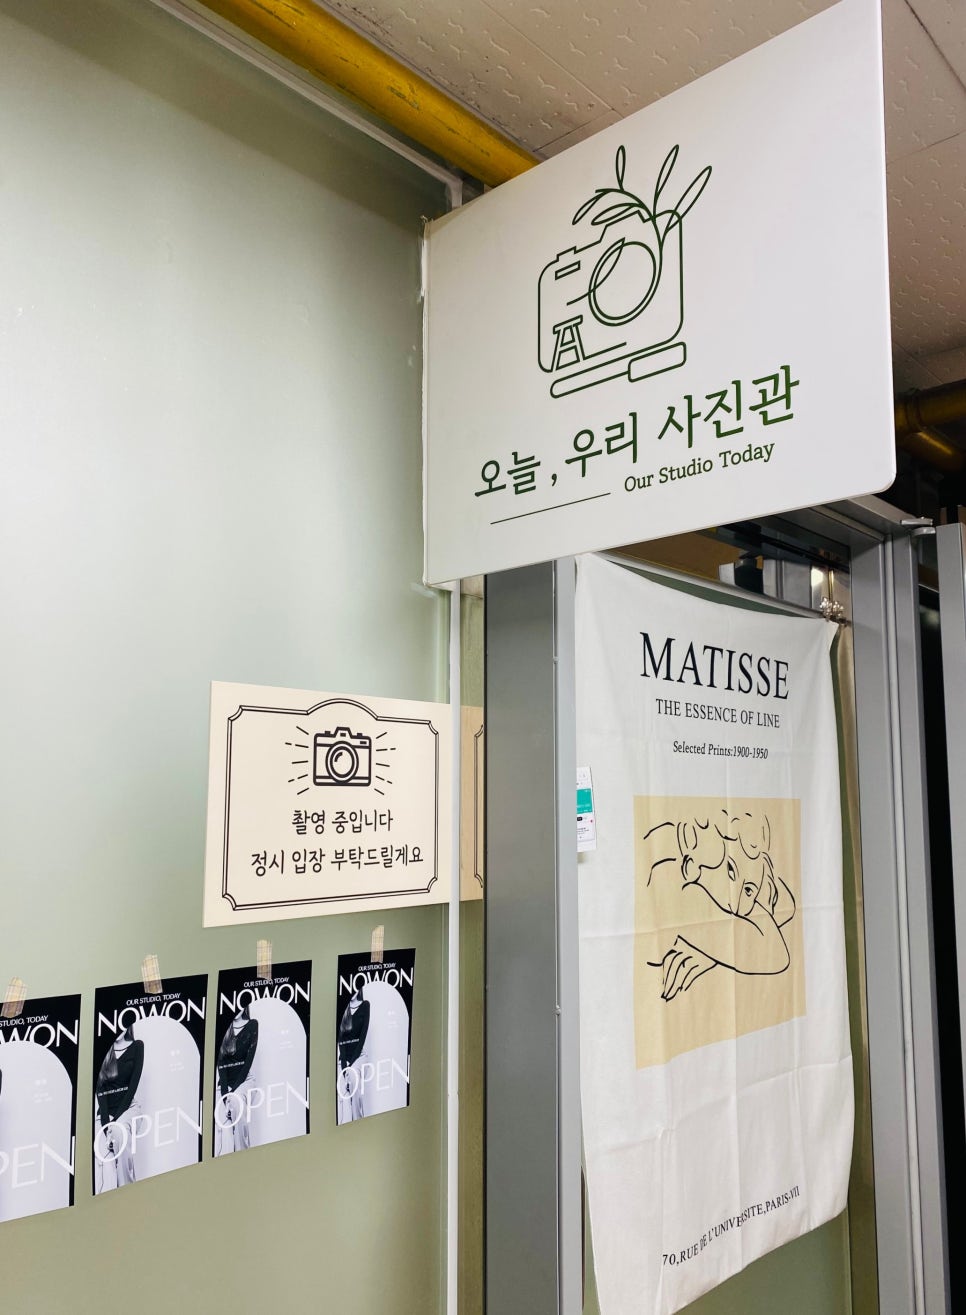 오늘, 우리 사진관
Our Studio Today
MATISSE
THE ESSENCE OF LINE
Selected Prints:1900-1950
70,RUE DE L'UNIVERSITE,PARIS-VII
촬영 중입니다
정시 입장 부탁드릴게요
STUDIO, TODAY
NOWON
OPEN
OUR STUDIO, TODAY
NOWON
OPEN
OUR STUDIO, TODAY
NOWON
OPEN
OUR STUDIO, TODAY
NOWON
OPEN